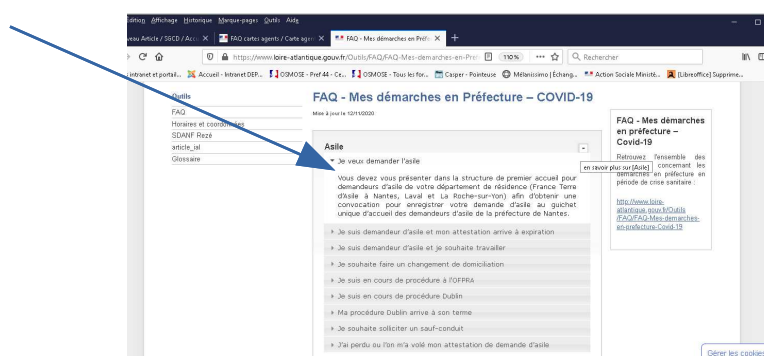 Edition Affichage Historique Marque-pages Outils Aide
FAQ cartes agents / Carte agen
FAQ - Mes démarches en Préfe
https://www.loire-atlantique.gouv.fr/Outils/FAQ/FAQ-Mes-demarches-en-Pref
110%
Rechercher
intranet et portail...
Accueil - Intranet DEP...
OSMOSE - Pref 44 - Ce...
OSMOSE - Tous les for...
Casper - Pointeuse
Mélanissimo | Echang...
Action Sociale Ministè...
[Libreoffice] Supprime...
Outils
FAQ
Horaires et coordonnées
SDANF Rezé
article_ial
Glossaire
FAQ - Mes démarches en Préfecture – COVID-19
Mise à jour le 12/11/2020
Asile
Je veux demander l'asile
Vous devez vous présenter dans la structure de premier accueil pour
demandeurs d'asile de votre département de résidence (France Terre
d'Asile à Nantes, Laval et La Roche-sur-Yon) afin d'obtenir une
convocation pour enregistrer votre demande d'asile au guichet
unique d'accueil des demandeurs d'asile de la préfecture de Nantes.
Je suis demandeur d'asile et mon attestation arrive à expiration
Je suis demandeur d'asile et je souhaite travailler
Je souhaite faire un changement de domiciliation
Je suis en cours de procédure à l'OFPRA
Je suis en cours de procédure Dublin
Ma procédure Dublin arrive à son terme
Je souhaite solliciter un sauf-conduit
J'ai perdu ou l'on m'a volé mon attestation de demande d'asile
en savoir plus sur [Asile]
FAQ - Mes démarches
en préfecture –
Covid-19
Retrouvez l'ensemble des
concernant les
démarches en préfecture en
période de crise sanitaire :
http://www.loire-
atlantique.gouv.fr/Outils
/FAQ/FAQ-Mes-demarches-
en-prefecture-Covid-19
Gérer les cookies